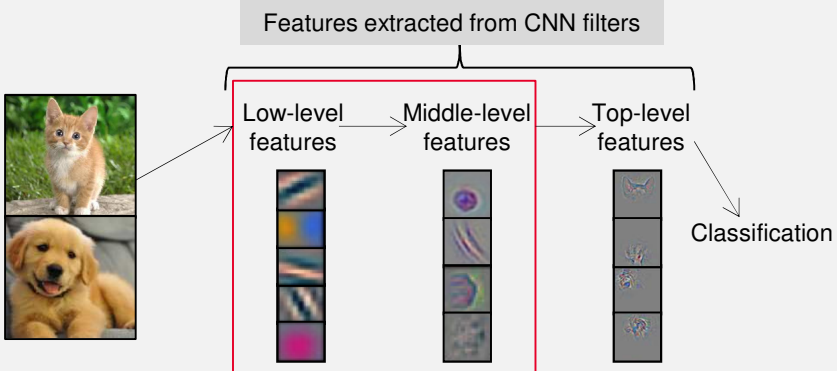 Features extracted from CNN filters
Low-level
features
Middle-level
features
Top-level
features
Classification